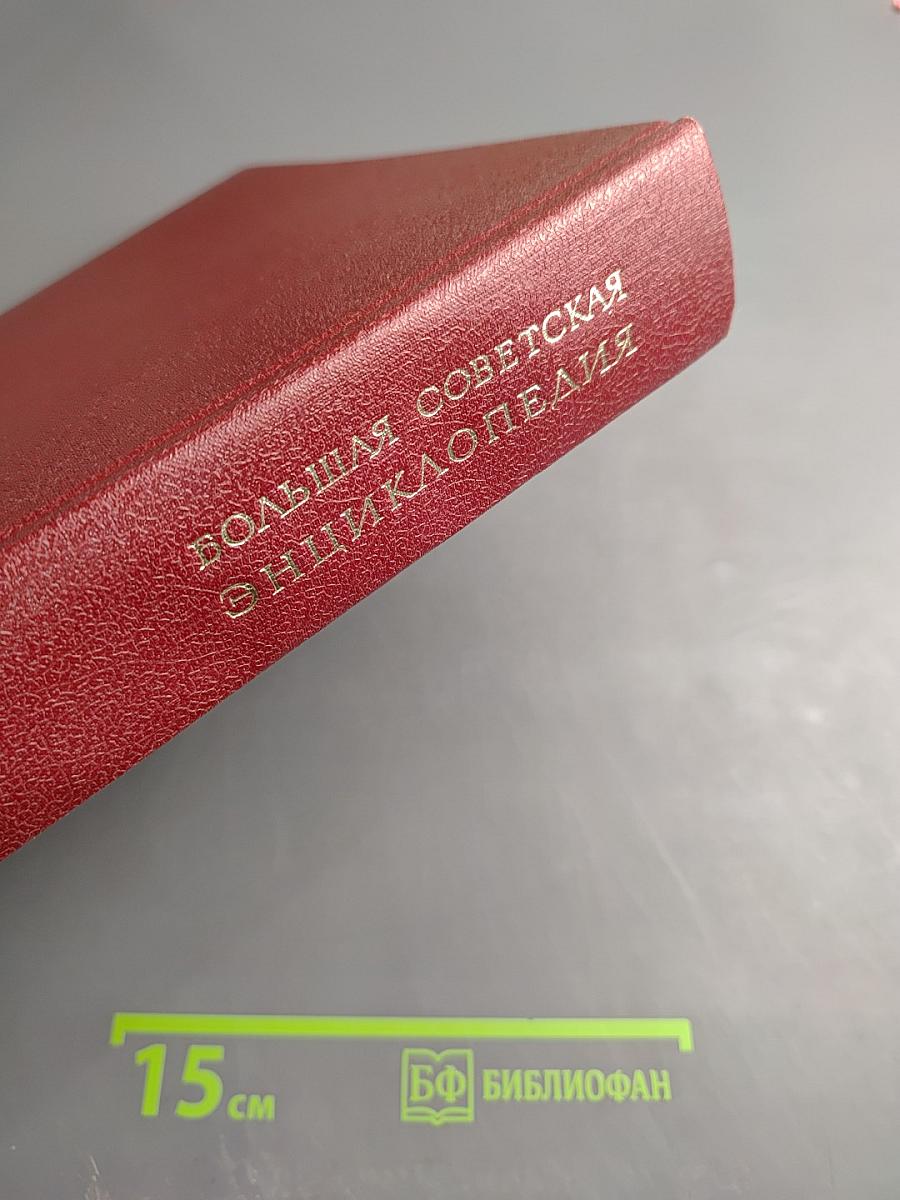 БОЛЬШАЯ СОВЕТСКАЯ
ЭНЦИКЛОПЕДИЯ
15 см
БФ БИБЛИОФАН